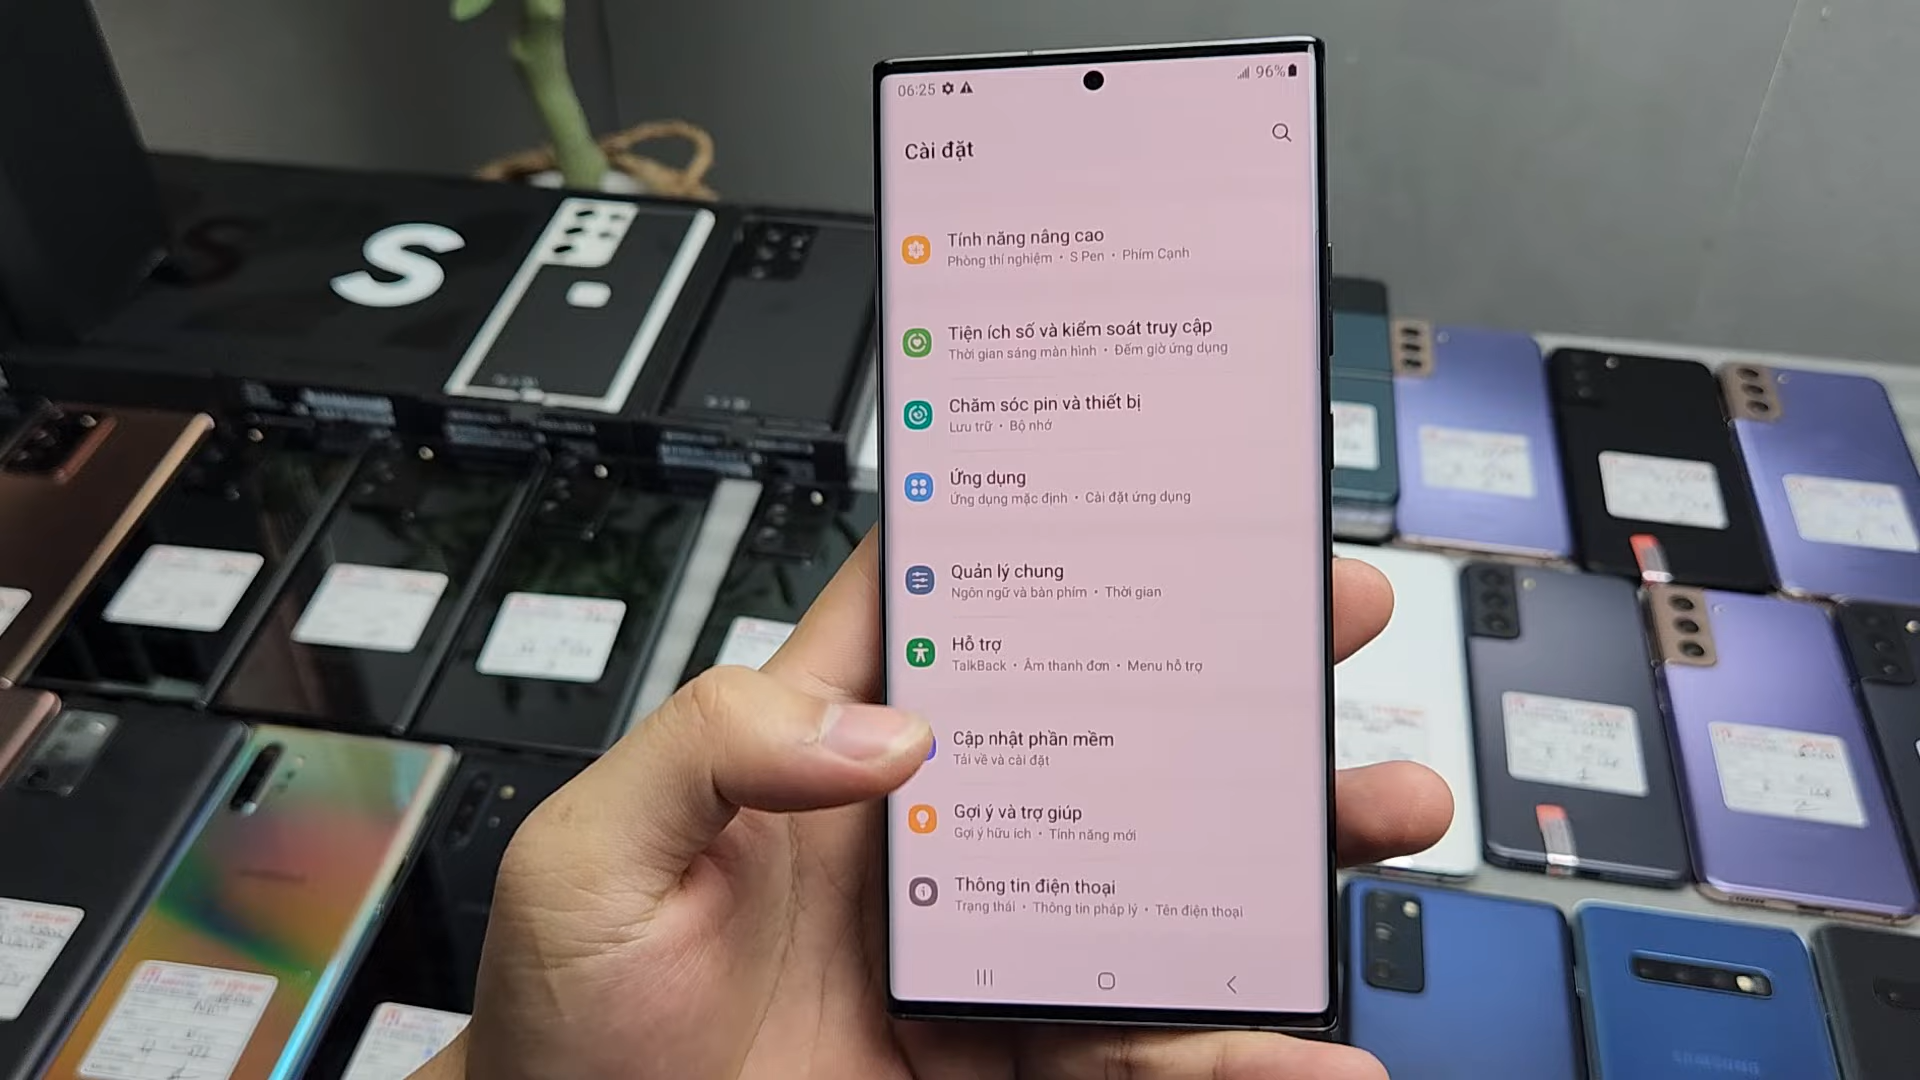 06:25
96%
Cài đặt
Tính năng nâng cao
Phòng thí nghiệm • S Pen • Phím Cạnh
Tiện ích số và kiểm soát truy cập
Thời gian sáng màn hình • Đếm giờ ứng dụng
Chăm sóc pin và thiết bị
Lưu trữ • Bộ nhớ
Ứng dụng
Ứng dụng mặc định • Cài đặt ứng dụng
Quản lý chung
Ngôn ngữ và bàn phím • Thời gian
Hỗ trợ
TalkBack • Âm thanh đơn • Menu hỗ trợ
Cập nhật phần mềm
Tải về và cài đặt
Gợi ý và trợ giúp
Gợi ý hữu ích • Tính năng mới
Thông tin điện thoại
Trạng thái • Thông tin pháp lý • Tên điện thoại
S
SAMSUNG